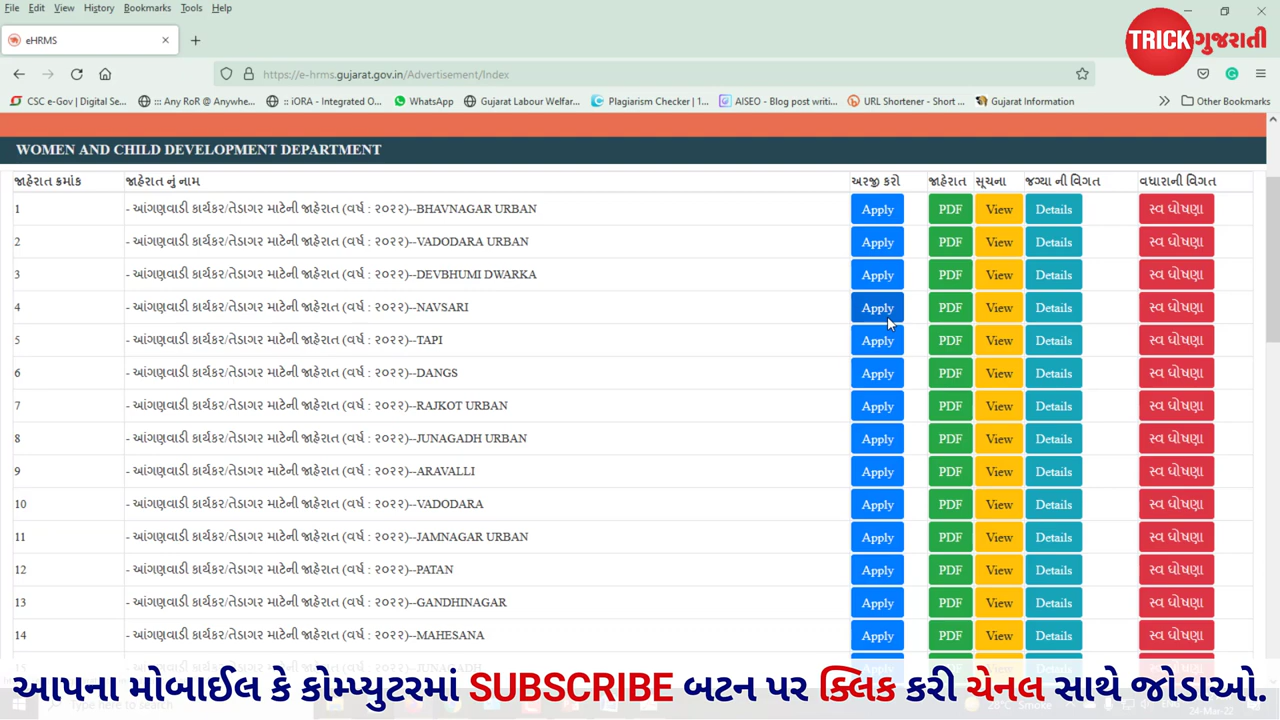 File Edit View History Bookmarks Tools Help
eHRMS
TRICK ગુજરાતી
https://e-hrms.gujarat.gov.in/Advertisement/Index
CSC e-Gov | Digital Se... ::: Any RoR @ Anywhe... :: iORA - Integrated O... WhatsApp Gujarat Labour Welfar... Plagiarism Checker | 1... AISEO - Blog post writi... URL Shortener - Short ... Gujarat Information Other Bookmarks
WOMEN AND CHILD DEVELOPMENT DEPARTMENT
જાહેરાત ક્રમાંક જાહેરાત નું નામ અરજી કરો જાહેરાત સૂચના જગ્યા ની વિગત વધારાની વિગત
1 - આંગણવાડી કાર્યકર/તેડાગર માટેની જાહેરાત (વર્ષ : ૨૦૨૨)--BHAVNAGAR URBAN Apply PDF View Details સ્વ ઘોષણા
2 - આંગણવાડી કાર્યકર/તેડાગર માટેની જાહેરાત (વર્ષ : ૨૦૨૨)--VADODARA URBAN Apply PDF View Details સ્વ ઘોષણા
3 - આંગણવાડી કાર્યકર/તેડાગર માટેની જાહેરાત (વર્ષ : ૨૦૨૨)--DEVBHUMI DWARKA Apply PDF View Details સ્વ ઘોષણા
4 - આંગણવાડી કાર્યકર/તેડાગર માટેની જાહેરાત (વર્ષ : ૨૦૨૨)--NAVSARI Apply PDF View Details સ્વ ઘોષણા
5 - આંગણવાડી કાર્યકર/તેડાગર માટેની જાહેરાત (વર્ષ : ૨૦૨૨)--TAPI Apply PDF View Details સ્વ ઘોષણા
6 - આંગણવાડી કાર્યકર/તેડાગર માટેની જાહેરાત (વર્ષ : ૨૦૨૨)--DANGS Apply PDF View Details સ્વ ઘોષણા
7 - આંગણવાડી કાર્યકર/તેડાગર માટેની જાહેરાત (વર્ષ : ૨૦૨૨)--RAJKOT URBAN Apply PDF View Details સ્વ ઘોષણા
8 - આંગણવાડી કાર્યકર/તેડાગર માટેની જાહેરાત (વર્ષ : ૨૦૨૨)--JUNAGADH URBAN Apply PDF View Details સ્વ ઘોષણા
9 - આંગણવાડી કાર્યકર/તેડાગર માટેની જાહેરાત (વર્ષ : ૨૦૨૨)--ARAVALLI Apply PDF View Details સ્વ ઘોષણા
10 - આંગણવાડી કાર્યકર/તેડાગર માટેની જાહેરાત (વર્ષ : ૨૦૨૨)--VADODARA Apply PDF View Details સ્વ ઘોષણા
11 - આંગણવાડી કાર્યકર/તેડાગર માટેની જાહેરાત (વર્ષ : ૨૦૨૨)--JAMNAGAR URBAN Apply PDF View Details સ્વ ઘોષણા
12 - આંગણવાડી કાર્યકર/તેડાગર માટેની જાહેરાત (વર્ષ : ૨૦૨૨)--PATAN Apply PDF View Details સ્વ ઘોષણા
13 - આંગણવાડી કાર્યકર/તેડાગર માટેની જાહેરાત (વર્ષ : ૨૦૨૨)--GANDHINAGAR Apply PDF View Details સ્વ ઘોષણા
14 - આંગણવાડી કાર્યકર/તેડાગર માટેની જાહેરાત (વર્ષ : ૨૦૨૨)--MAHESANA Apply PDF View Details સ્વ ઘોષણા
આપના મોબાઈલ કે કોમ્પ્યુટરમાં SUBSCRIBE બટન પર ક્લિક કરી ચેનલ સાથે જોડાઓ.
28°C Smoke 24-Mar-22